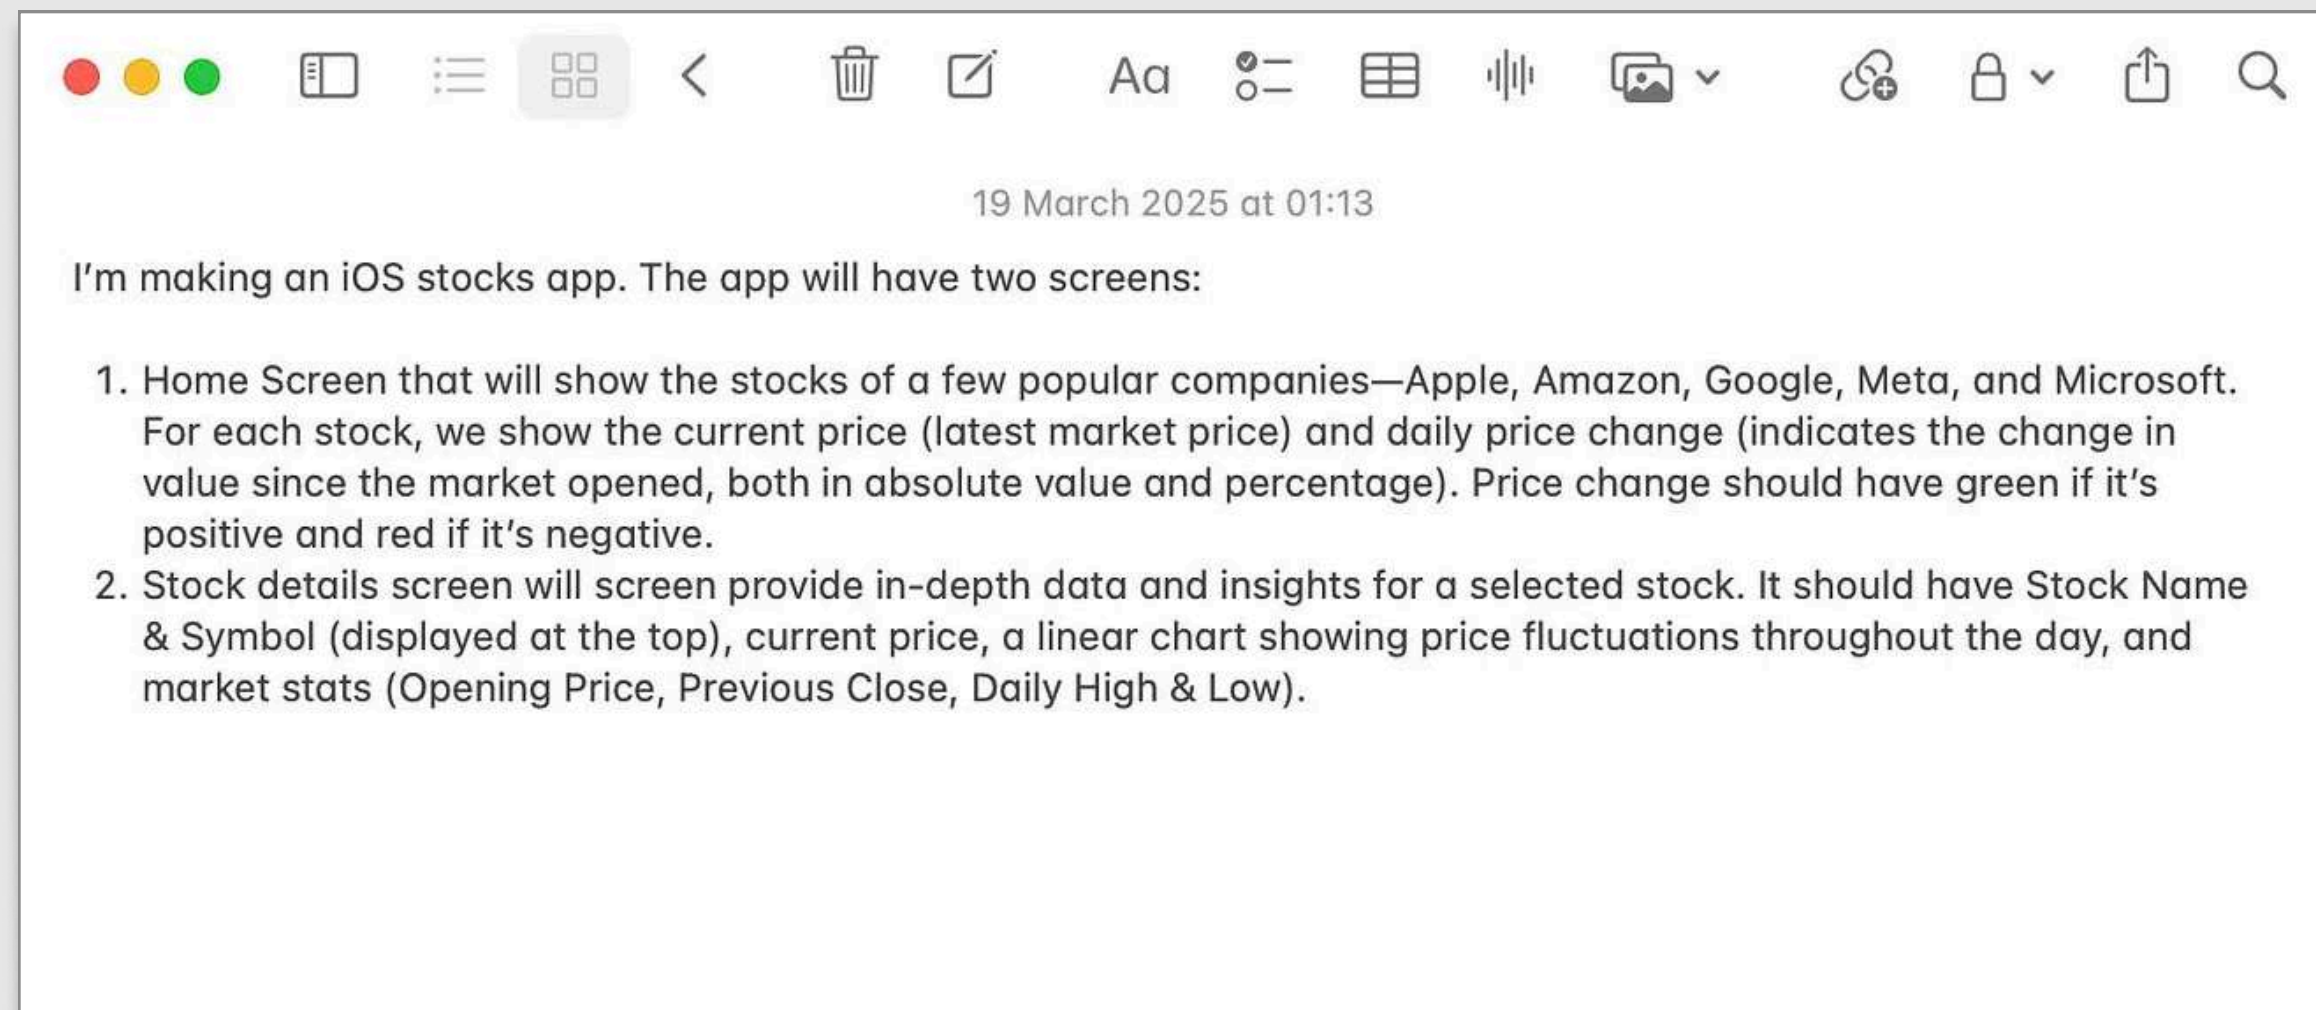 Aa
19 March 2025 at 01:13
I’m making an iOS stocks app. The app will have two screens:
1. Home Screen that will show the stocks of a few popular companies—Apple, Amazon, Google, Meta, and Microsoft.
For each stock, we show the current price (latest market price) and daily price change (indicates the change in
value since the market opened, both in absolute value and percentage). Price change should have green if it’s
positive and red if it’s negative.
2. Stock details screen will screen provide in-depth data and insights for a selected stock. It should have Stock Name
& Symbol (displayed at the top), current price, a linear chart showing price fluctuations throughout the day, and
market stats (Opening Price, Previous Close, Daily High & Low).